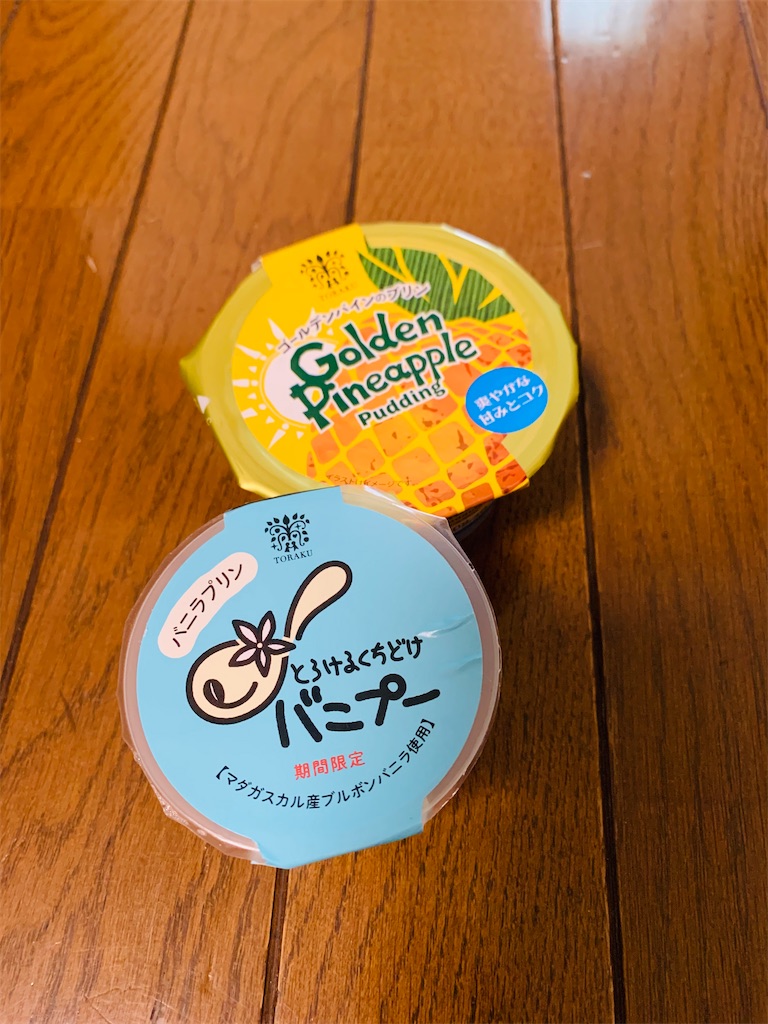 TORAKU
ゴールデンパインのプリン
Golden
Pineapple
Pudding
爽やかな
甘みとコク
TORAKU
バニラプリン
とろけるくちどけ
バニプー
期間限定
【マダガスカル産ブルボンバニラ使用】